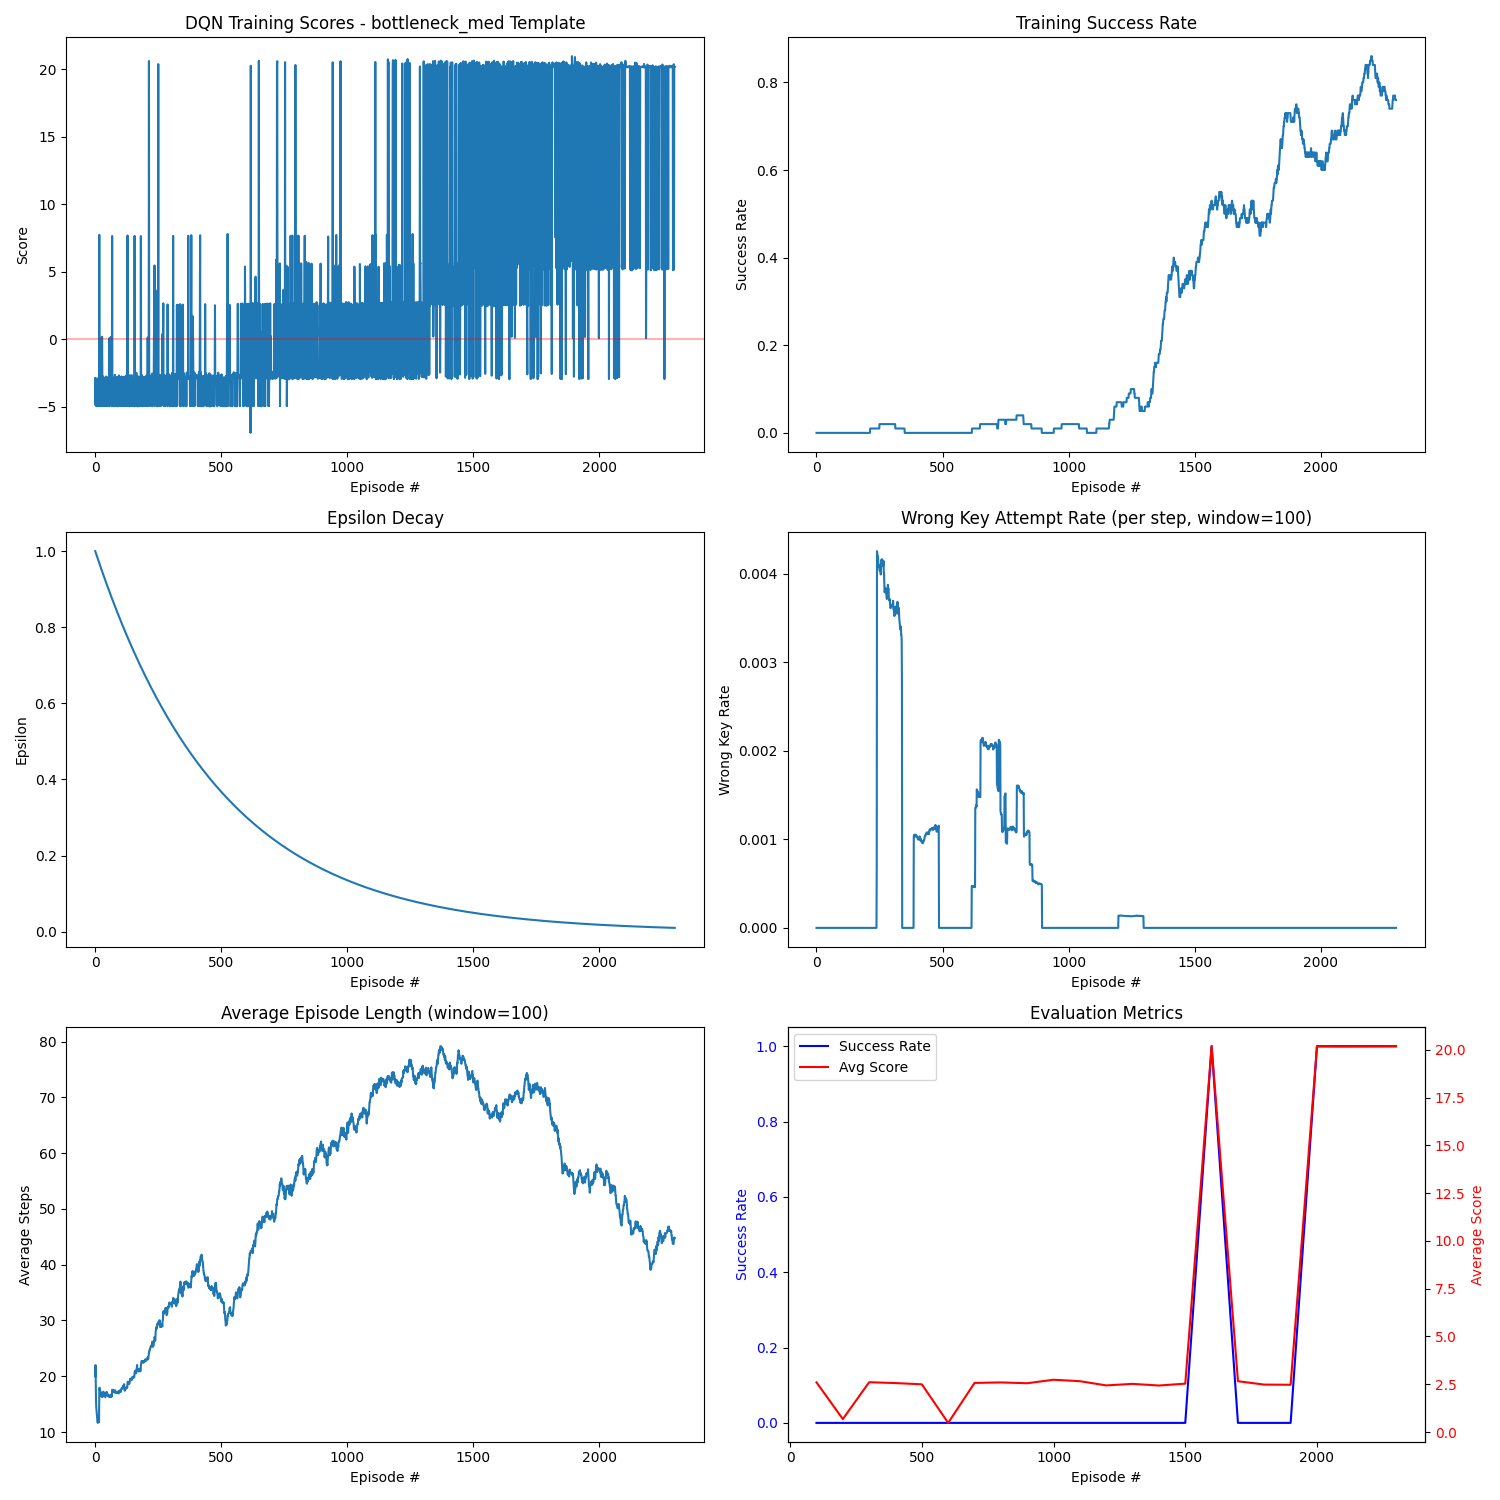 DQN Training Scores - bottleneck_med Template
20
15
10
5
0
−5
Score
0 500 1000 1500 2000
Episode #
Training Success Rate
0.8
0.6
0.4
0.2
0.0
Success Rate
0 500 1000 1500 2000
Episode #
Epsilon Decay
1.0
0.8
0.6
0.4
0.2
0.0
Epsilon
0 500 1000 1500 2000
Episode #
Wrong Key Attempt Rate (per step, window=100)
0.004
0.003
0.002
0.001
0.000
Wrong Key Rate
0 500 1000 1500 2000
Episode #
Average Episode Length (window=100)
80
70
60
50
40
30
20
10
Average Steps
0 500 1000 1500 2000
Episode #
Evaluation Metrics
Success Rate
Avg Score
1.0
0.8
0.6
0.4
0.2
0.0
Success Rate
20.0
17.5
15.0
12.5
10.0
7.5
5.0
2.5
0.0
Average Score
0 500 1000 1500 2000
Episode #